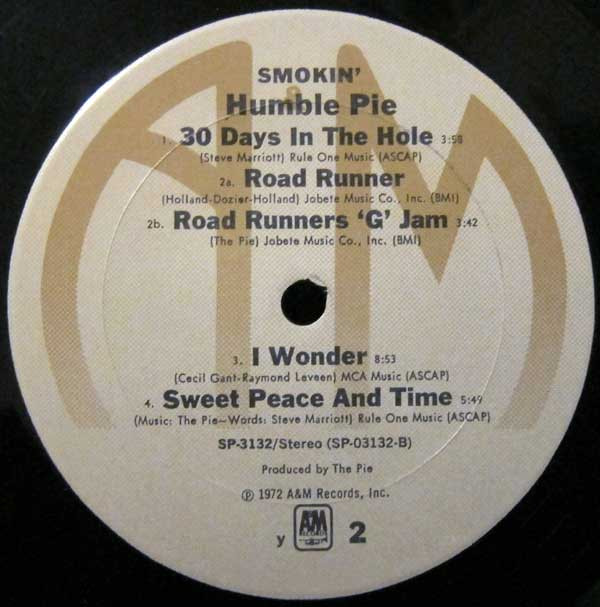 SMOKIN'
Humble Pie
1. 30 Days In The Hole 3:58
(Steve Marriott) Rule One Music (ASCAP)
2a. Road Runner
(Holland-Dozier-Holland) Jobete Music Co., Inc. (BMI)
2b. Road Runners 'G' Jam 3:42
(The Pie) Jobete Music Co., Inc. (BMI)
3. I Wonder 8:53
(Cecil Gant-Raymond Leveen) MCA Music (ASCAP)
4. Sweet Peace And Time 5:49
(Music: The Pie–Words: Steve Marriott) Rule One Music (ASCAP)
SP-3132/Stereo (SP-03132-B)
Produced by The Pie
℗ 1972 A&M Records, Inc.
y A&M RECORDS 2